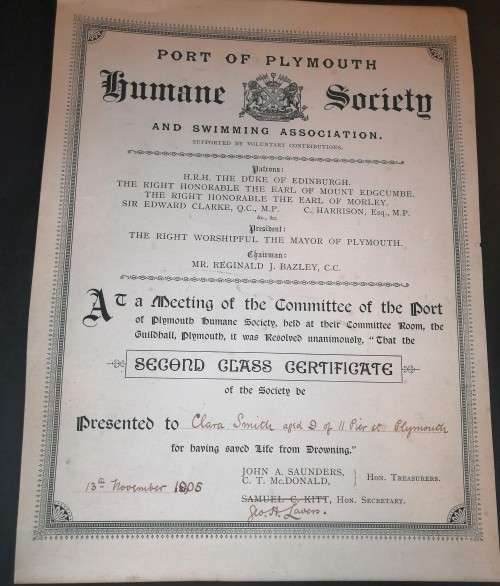 PORT OF PLYMOUTH
Humane Society
AND SWIMMING ASSOCIATION.
SUPPORTED BY VOLUNTARY CONTRIBUTIONS.
Patrons:
H.R.H. THE DUKE OF EDINBURGH.
THE RIGHT HONORABLE THE EARL OF MOUNT EDGCUMBE.
THE RIGHT HONORABLE THE EARL OF MORLEY.
SIR EDWARD CLARKE, Q.C., M.P. C. HARRISON, Esq., M.P.
&c., &c.
President:
THE RIGHT WORSHIPFUL THE MAYOR OF PLYMOUTH.
Chairman:
MR. REGINALD J. BAZLEY, C.C.
At a Meeting of the Committee of the Port
of Plymouth Humane Society, held at their Committee Room, the
Guildhall, Plymouth, it was Resolved unanimously, "That the
SECOND CLASS CERTIFICATE
of the Society be
Presented to Clara Smith aged 9 of 11 Pier st Plymouth
for having saved Life from Drowning."
JOHN A. SAUNDERS,
C. T. McDONALD, } HON. TREASURERS.
13th November 1905
SAMUEL C. KITT, HON. SECRETARY.
Geo. H. Lavers.